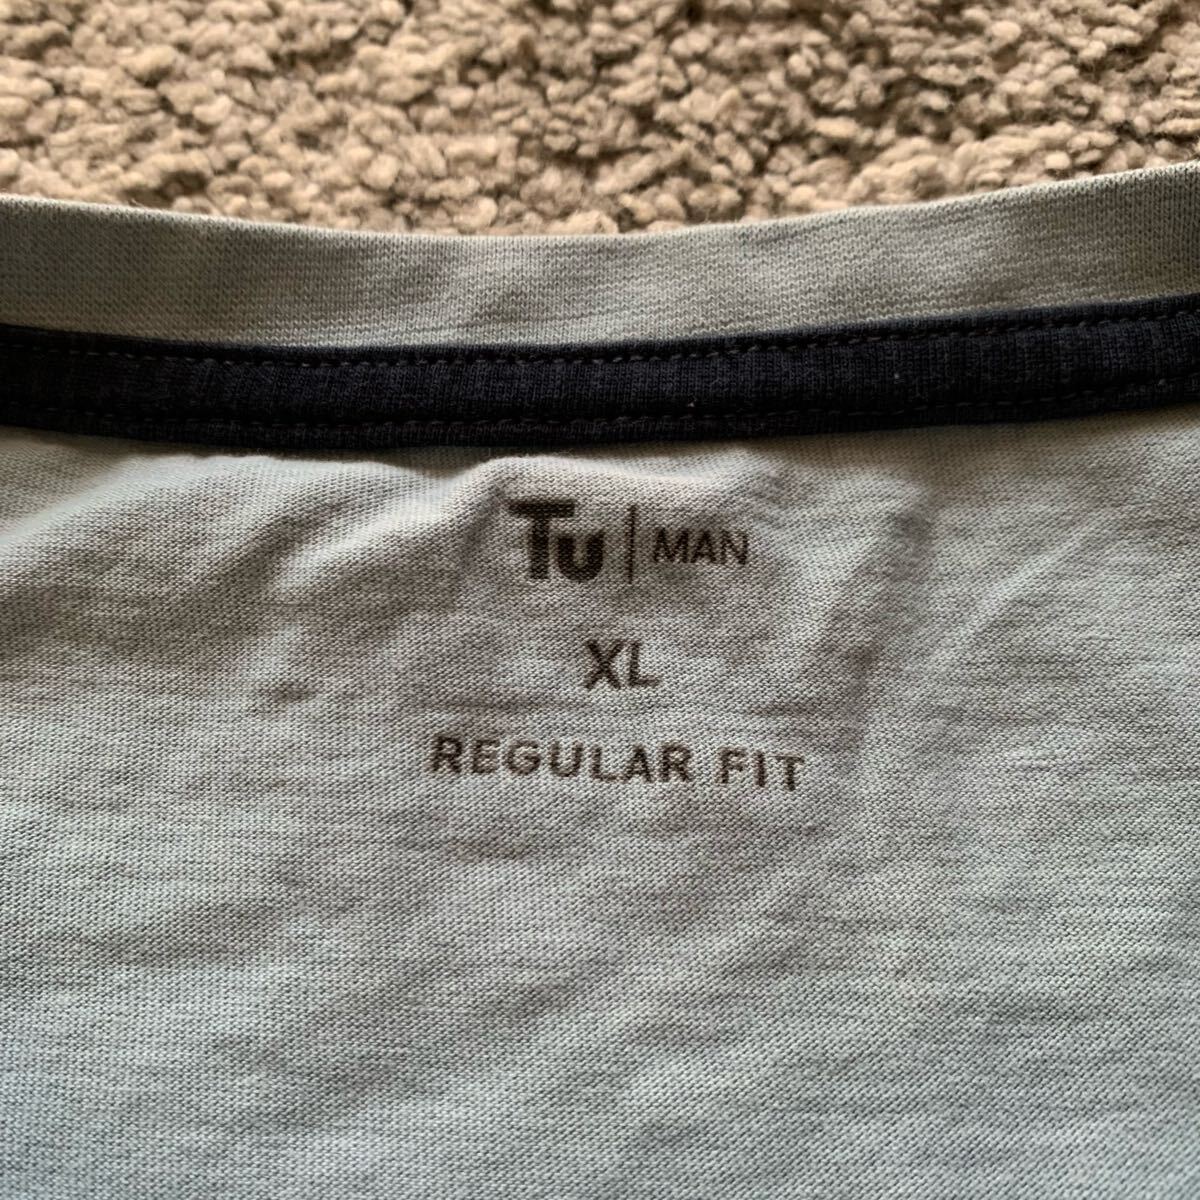 Tu | MAN
XL
REGULAR FIT